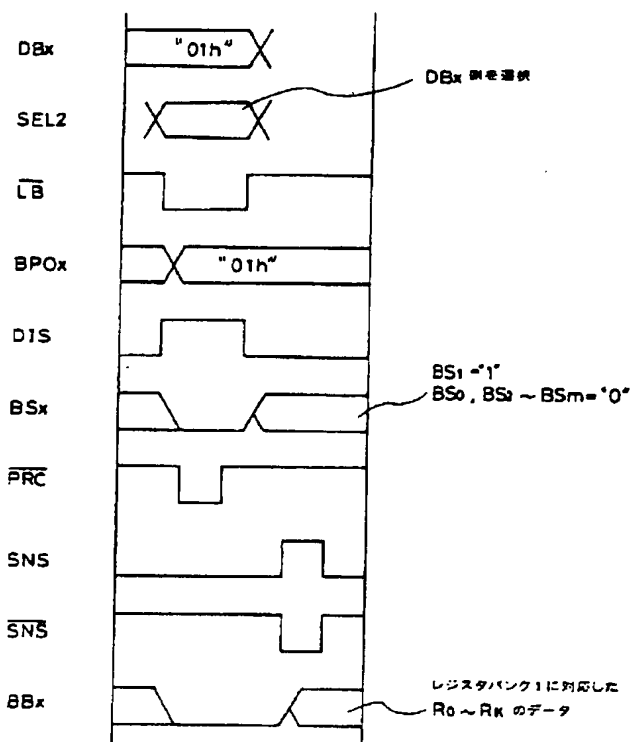 DBx "01h"
DBx 側を選択
SEL2
LB
BPOx "01h"
DIS
BS1="1"
BSx BS0, BS2 ~ BSm="0"
PRC
SNS
SNS
レジスタバンク1に対応した
BBx R0 ~ RK のデータ